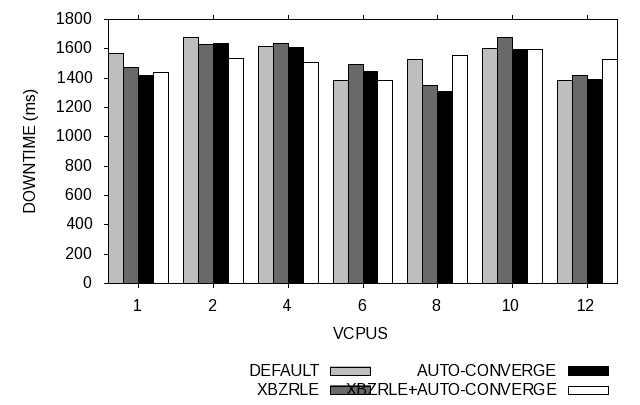 1800
1600
1400
1200
1000
800
600
400
200
0
DOWNTIME (ms)
1 2 4 6 8 10 12
VCPUS
DEFAULT AUTO-CONVERGE
XBZRLE XBZRLE+AUTO-CONVERGE